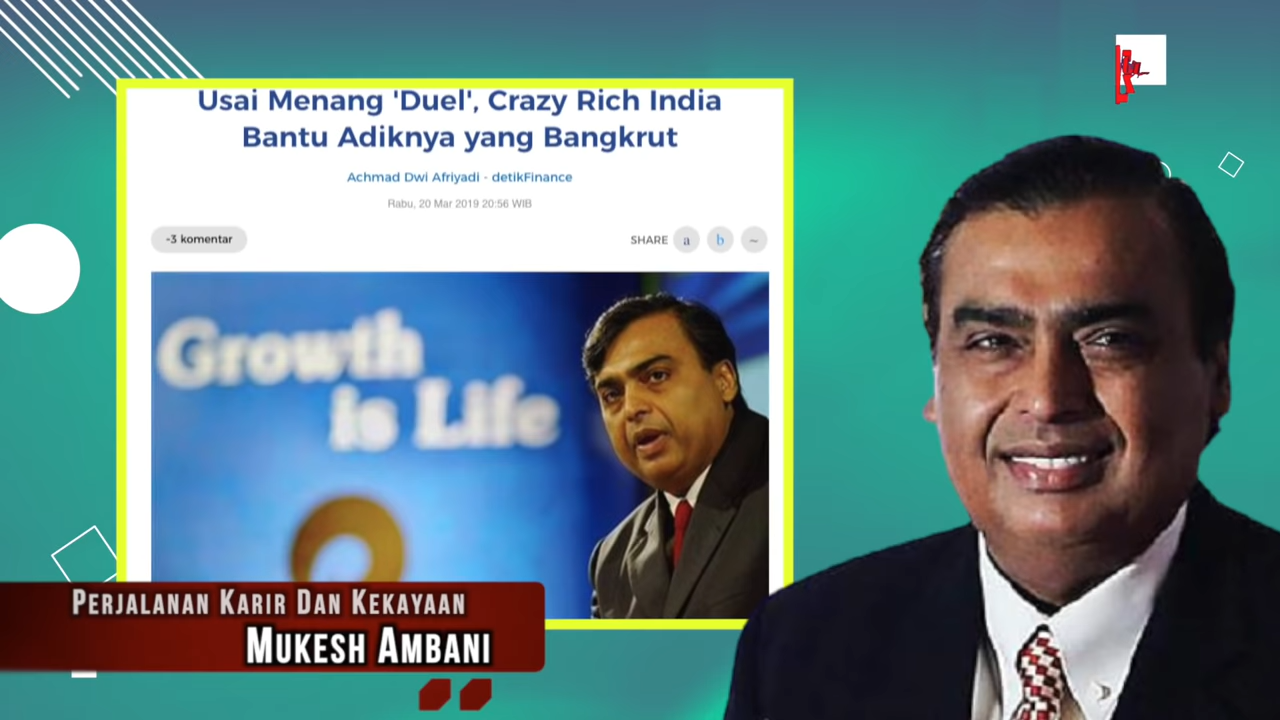 Usai Menang 'Duel', Crazy Rich India
Bantu Adiknya yang Bangkrut
Achmad Dwi Afriyadi - detikFinance
Rabu, 20 Mar 2019 20:56 WIB
-3 komentar
SHARE a b ~
Growth
is Life
PERJALANAN KARIR DAN KEKAYAAN
MUKESH AMBANI